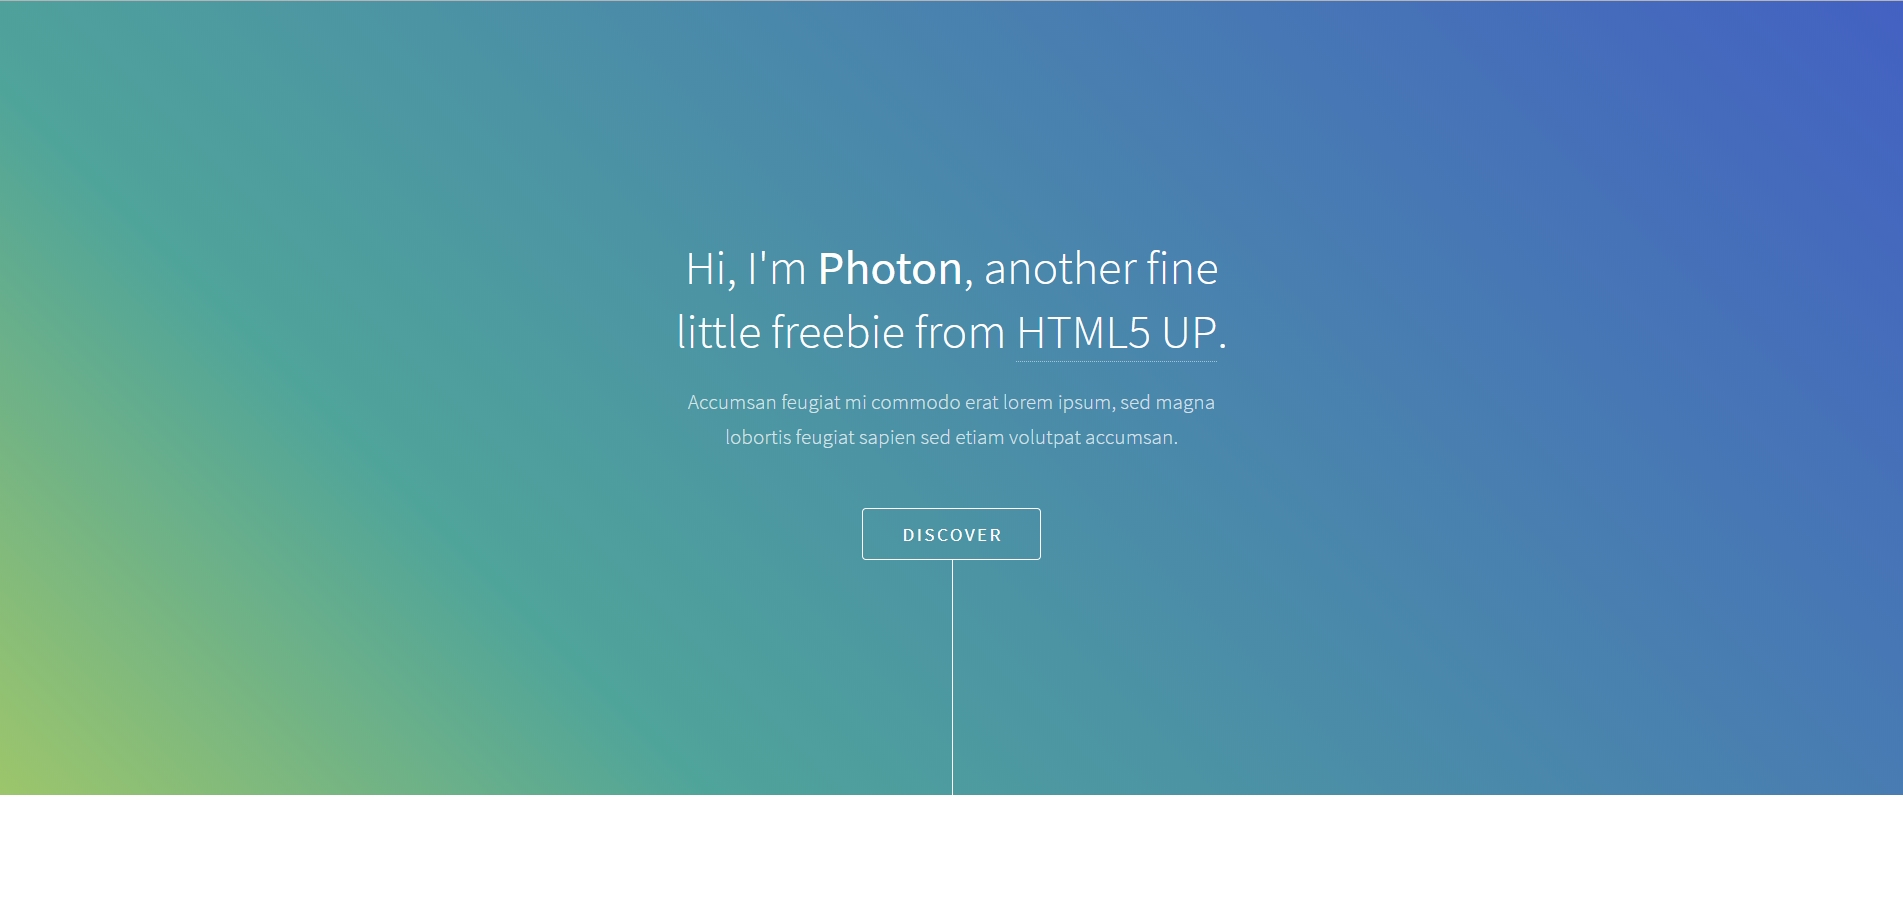 Hi, I'm Photon, another fine
little freebie from HTML5 UP.
Accumsan feugiat mi commodo erat lorem ipsum, sed magna
lobortis feugiat sapien sed etiam volutpat accumsan.
DISCOVER